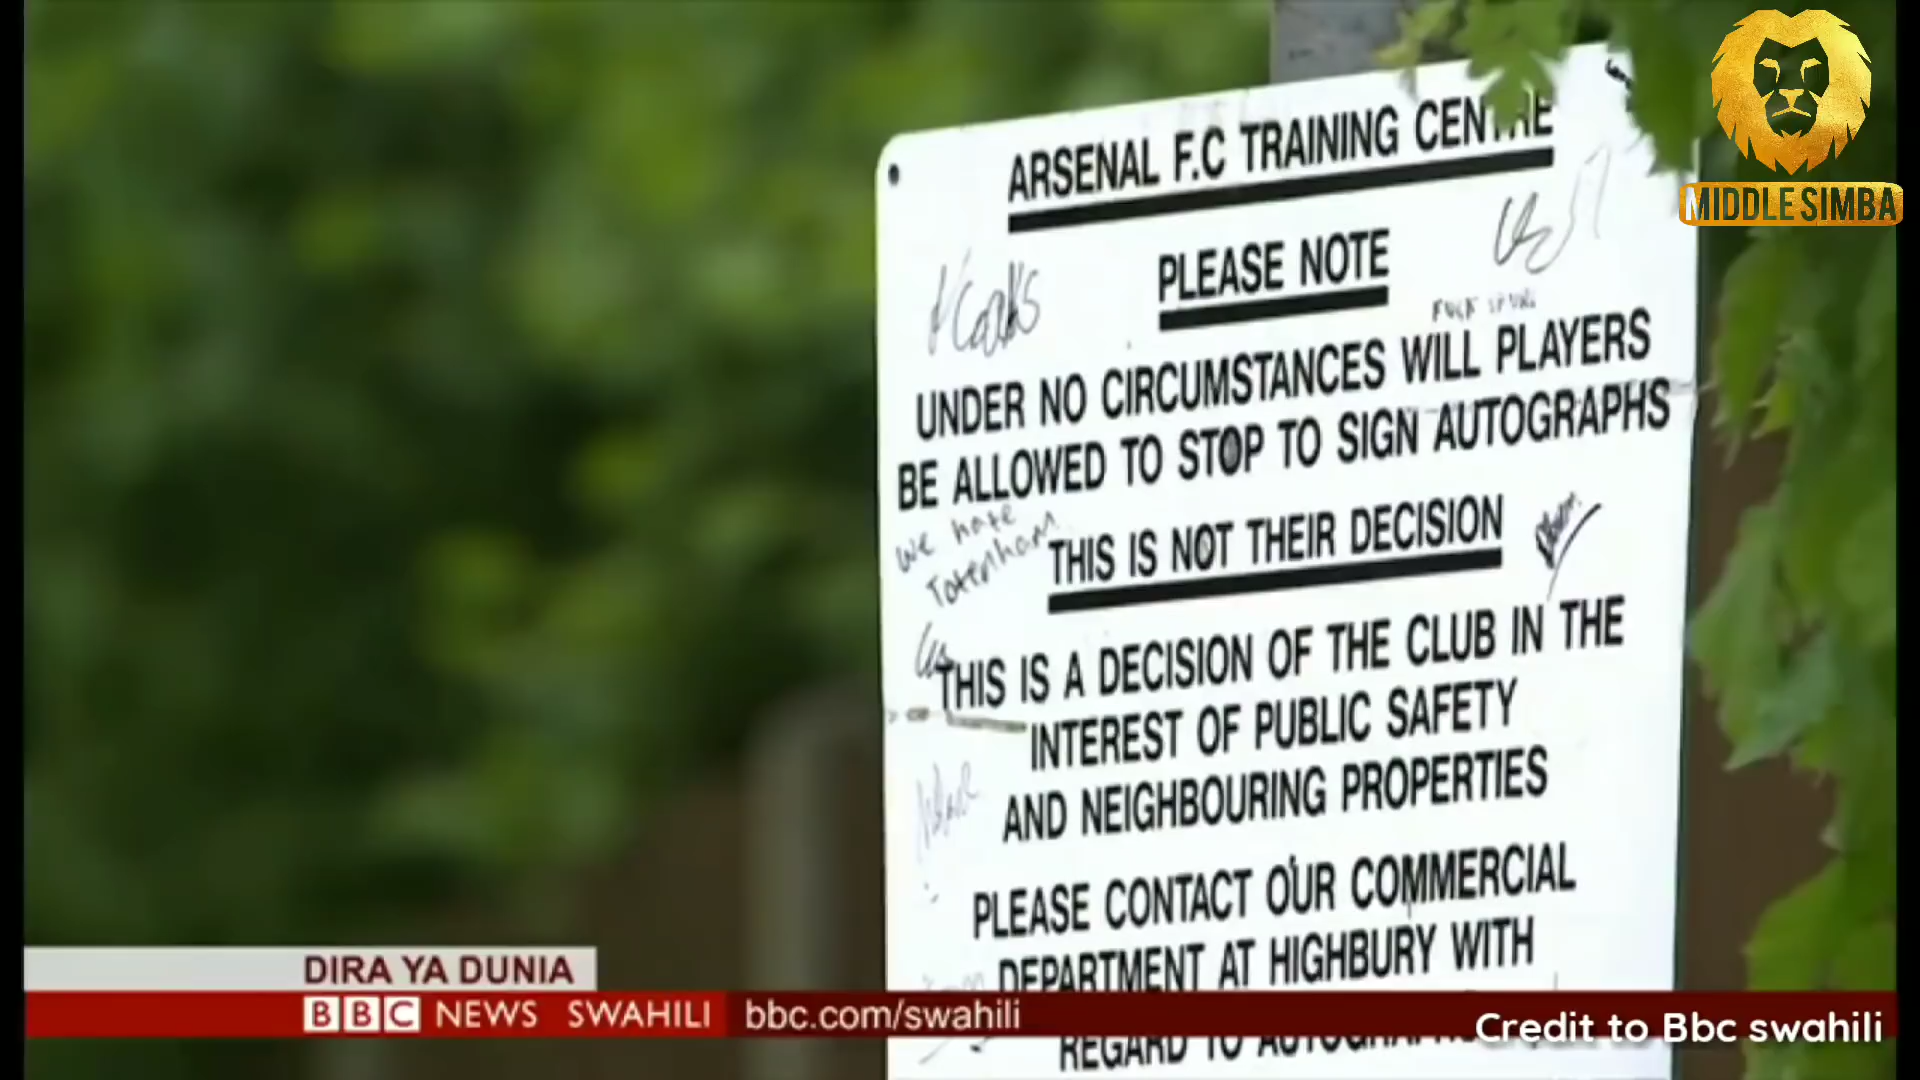 ARSENAL F.C TRAINING CENTRE
PLEASE NOTE
UNDER NO CIRCUMSTANCES WILL PLAYERS
BE ALLOWED TO STOP TO SIGN AUTOGRAPHS
we hate
Totenham
THIS IS NOT THEIR DECISION
THIS IS A DECISION OF THE CLUB IN THE
INTEREST OF PUBLIC SAFETY
AND NEIGHBOURING PROPERTIES
PLEASE CONTACT OUR COMMERCIAL
DEPARTMENT AT HIGHBURY WITH
REGARD TO
MIDDLE SIMBA
DIRA YA DUNIA
BBC NEWS SWAHILI bbc.com/swahili
Credit to Bbc swahili